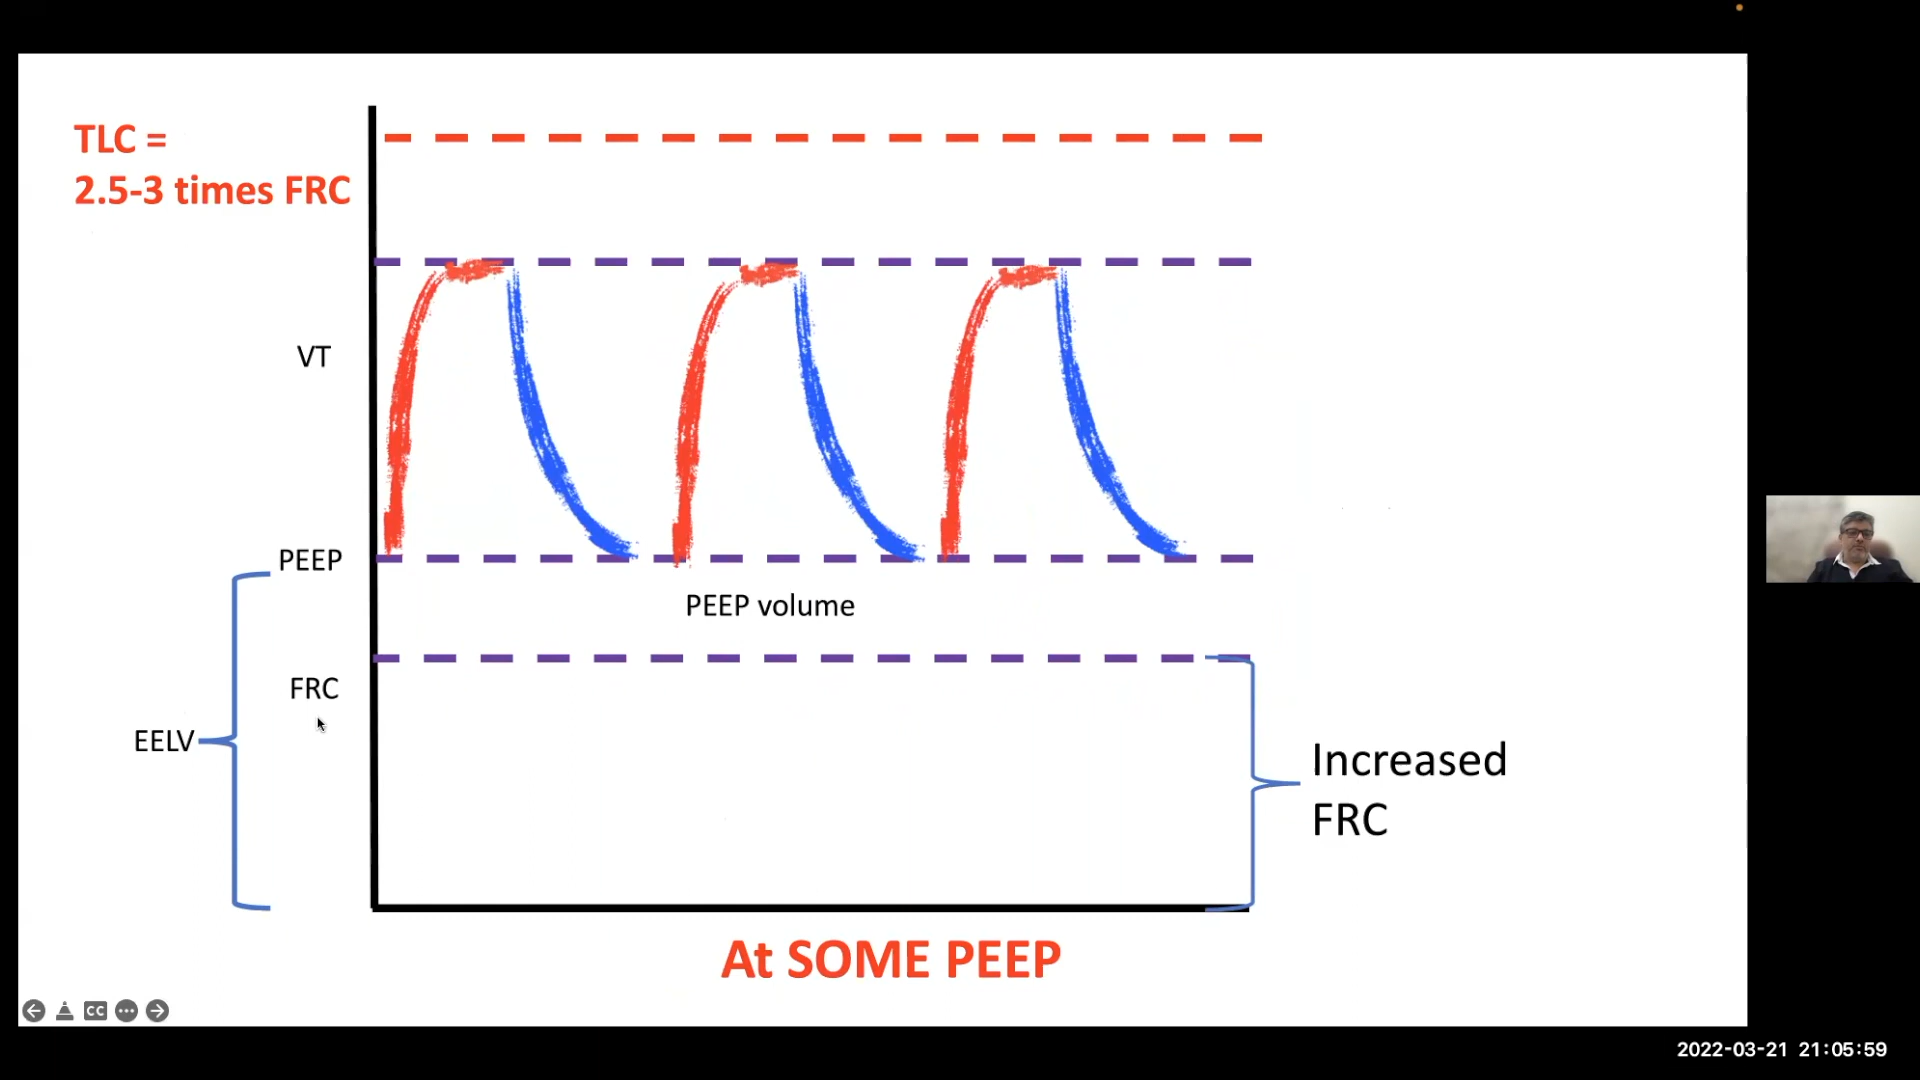 TLC =
2.5-3 times FRC
VT
PEEP
PEEP volume
FRC
EELV
Increased
FRC
At SOME PEEP
CC
2022-03-21 21:05:59